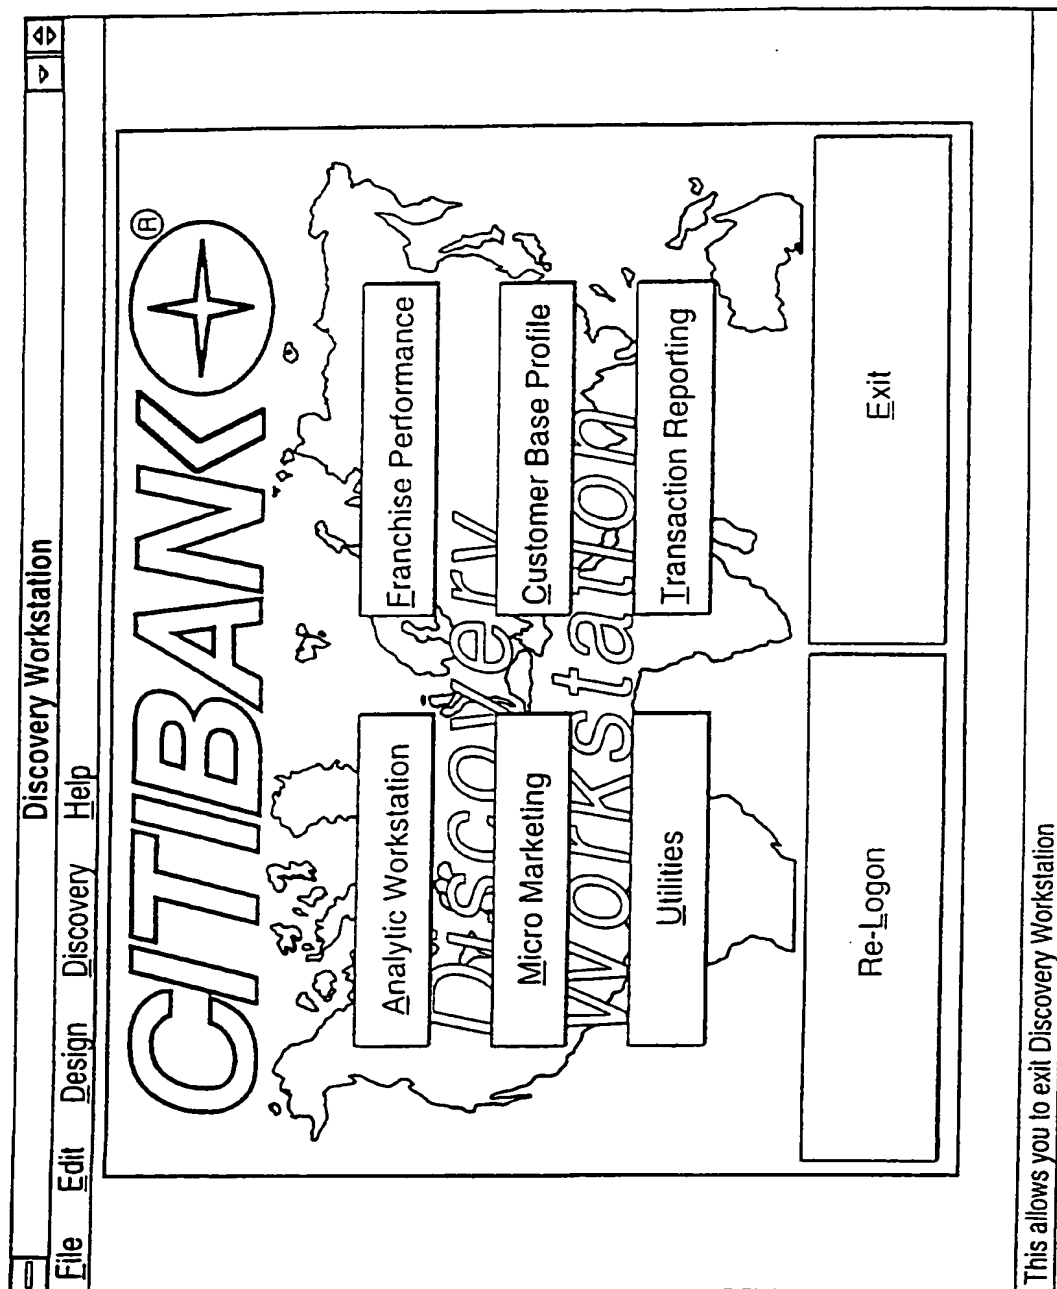 Discovery Workstation
File Edit Design Discovery Help
CITIBANK ®
Discovery
Workstation
Analytic Workstation
Franchise Performance
Micro Marketing
Customer Base Profile
Utilities
Transaction Reporting
Re-Logon
Exit
This allows you to exit Discovery Workstation